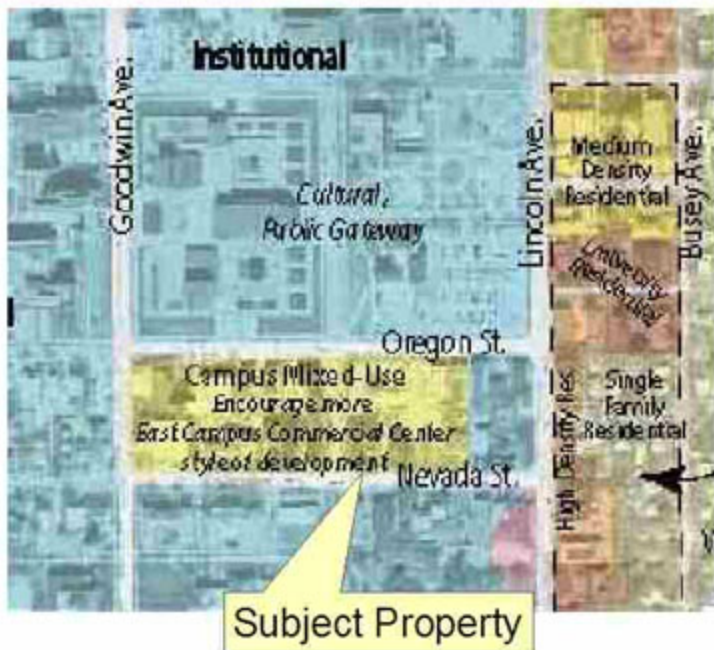 Institutional
Goodwin Ave.
Cultural,
Public Gateway
Lincoln Ave.
Medium
Density
Residential
Bussey Ave.
University
Residential
Oregon St.
Campus Mixed-Use
Encourage more
East Campus Commercial Center
style of development
Nevada St.
High Density Res.
Single
Family
Residential
Subject Property